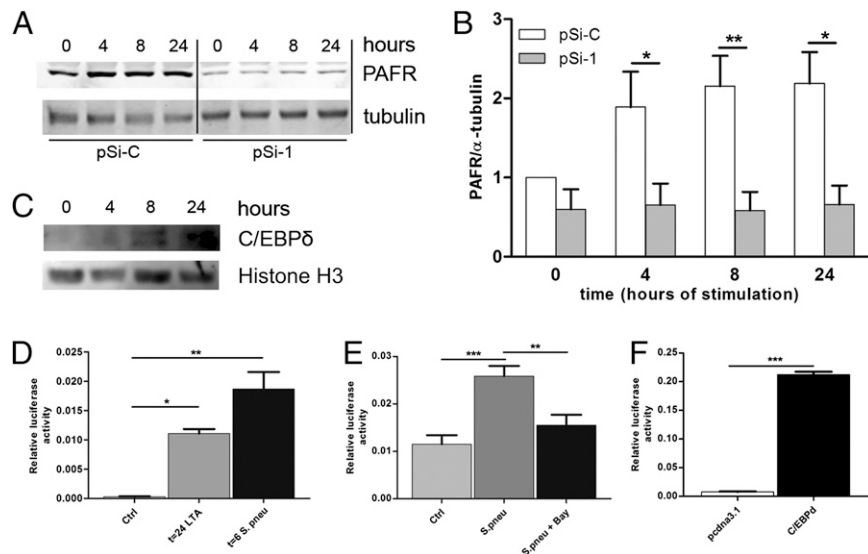 A
0 4 8 24 0 4 8 24 hours
PAFR
tubulin
pSi-C pSi-1
B
pSi-C
pSi-1
* ** *
3
2
1
0
PAFR/α-tubulin
0 4 8 24
time (hours of stimulation)
C
0 4 8 24 hours
C/EBPδ
Histone H3
D
**
*
0.025
0.020
0.015
0.010
0.005
0.000
Relative luciferase
activity
Ctrl t=24 LTA t=6 S. pneu
E
*** **
0.03
0.02
0.01
0.00
Relative luciferase
activity
Ctrl S.pneu S.pneu + Bay
F
***
0.25
0.20
0.15
0.10
0.05
0.00
Relative luciferase
activity
pcdna3.1 C/EBPd